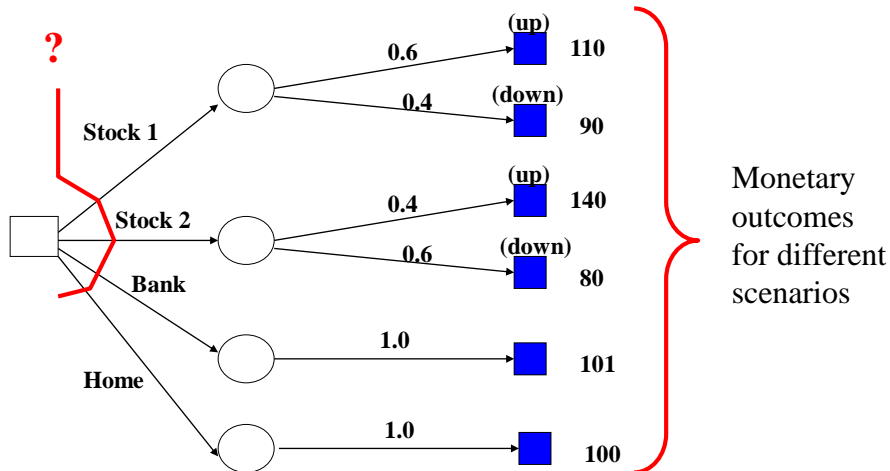 ?
(up)
0.6
110
(down)
0.4
90
Stock 1
(up)
0.4
140
Stock 2
(down)
0.6
80
Bank
1.0
101
Home
1.0
100
Monetary
outcomes
for different
scenarios